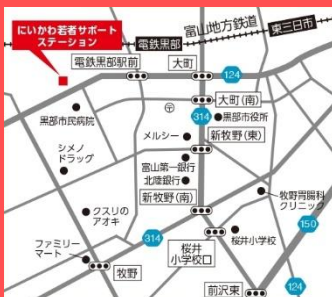 にいかわ若者サポート
ステーション
富山地方鉄道
電鉄黒部
東三日市
電鉄黒部駅前
大町
124
大町(南)
黒部市民病院
314
黒部市役所
メルシー
新牧野(東)
シメノ
ドラッグ
富山第一銀行
北陸銀行
牧野胃腸科
クリニック
クスリの
アオキ
新牧野(南)
150
314
桜井
小学校口
桜井小学校
ファミリー
マート
牧野
前沢東
124